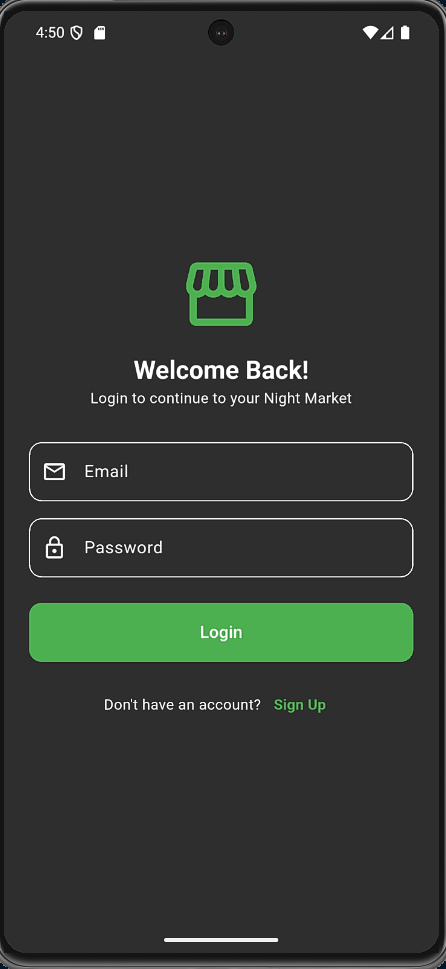 4:50
Welcome Back!
Login to continue to your Night Market
Email
Password
Login
Don't have an account? Sign Up